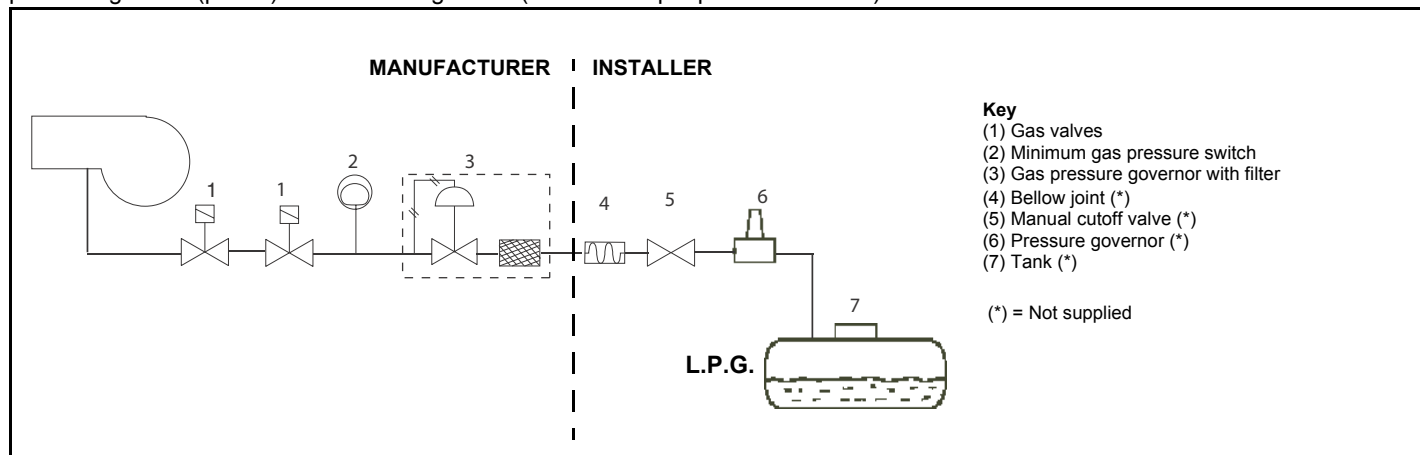 MANUFACTURER INSTALLER
1 1 2 3 4 5 6
7
L.P.G.
Key
(1) Gas valves
(2) Minimum gas pressure switch
(3) Gas pressure governor with filter
(4) Bellow joint (*)
(5) Manual cutoff valve (*)
(6) Pressure governor (*)
(7) Tank (*)
(*) = Not supplied